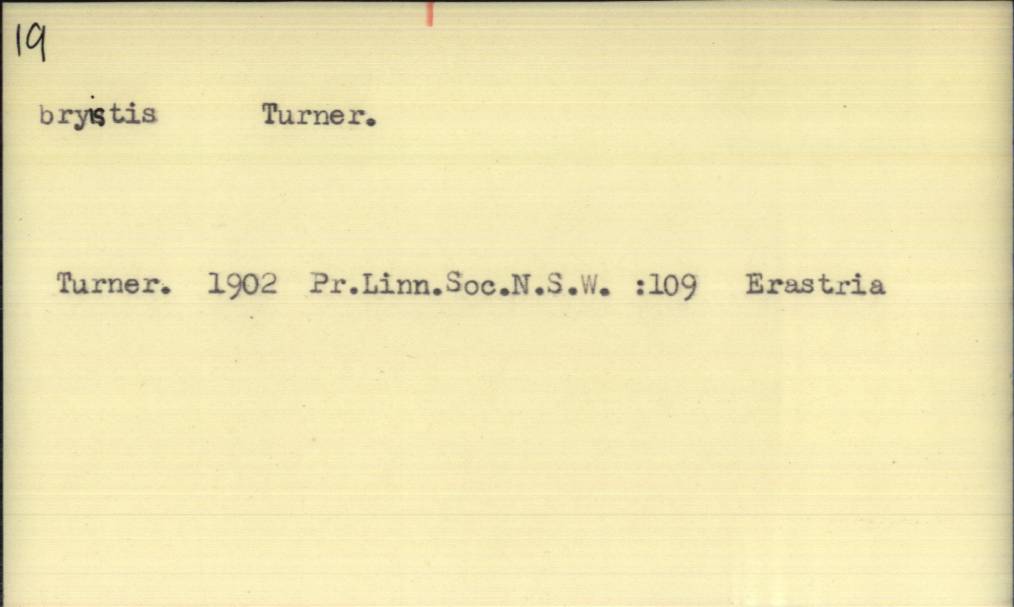 19
bryistis Turner.
Turner. 1902 Pr.Linn.Soc.N.S.W. :109 Erastria